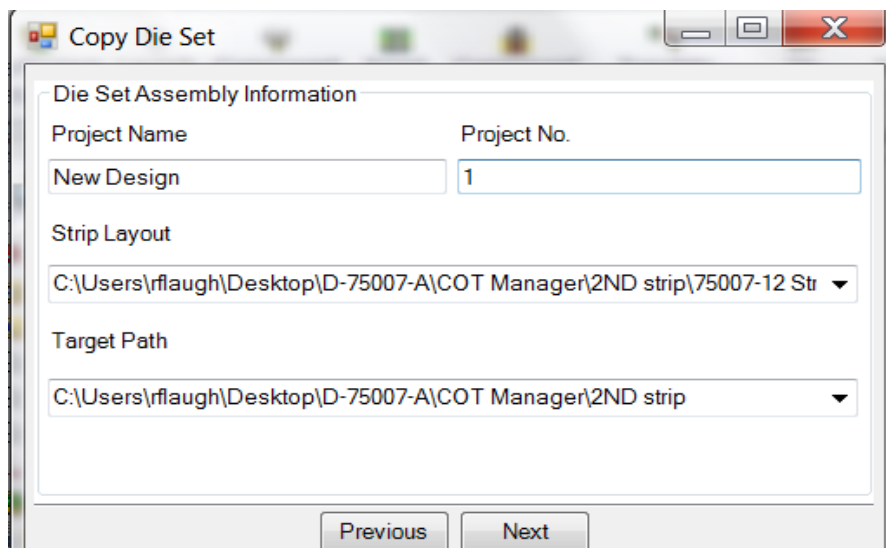 Copy Die Set
Die Set Assembly Information
Project Name Project No.
New Design 1
Strip Layout
C:\Users\rflaugh\Desktop\D-75007-A\COT Manager\2ND strip\75007-12 Str
Target Path
C:\Users\rflaugh\Desktop\D-75007-A\COT Manager\2ND strip
Previous Next